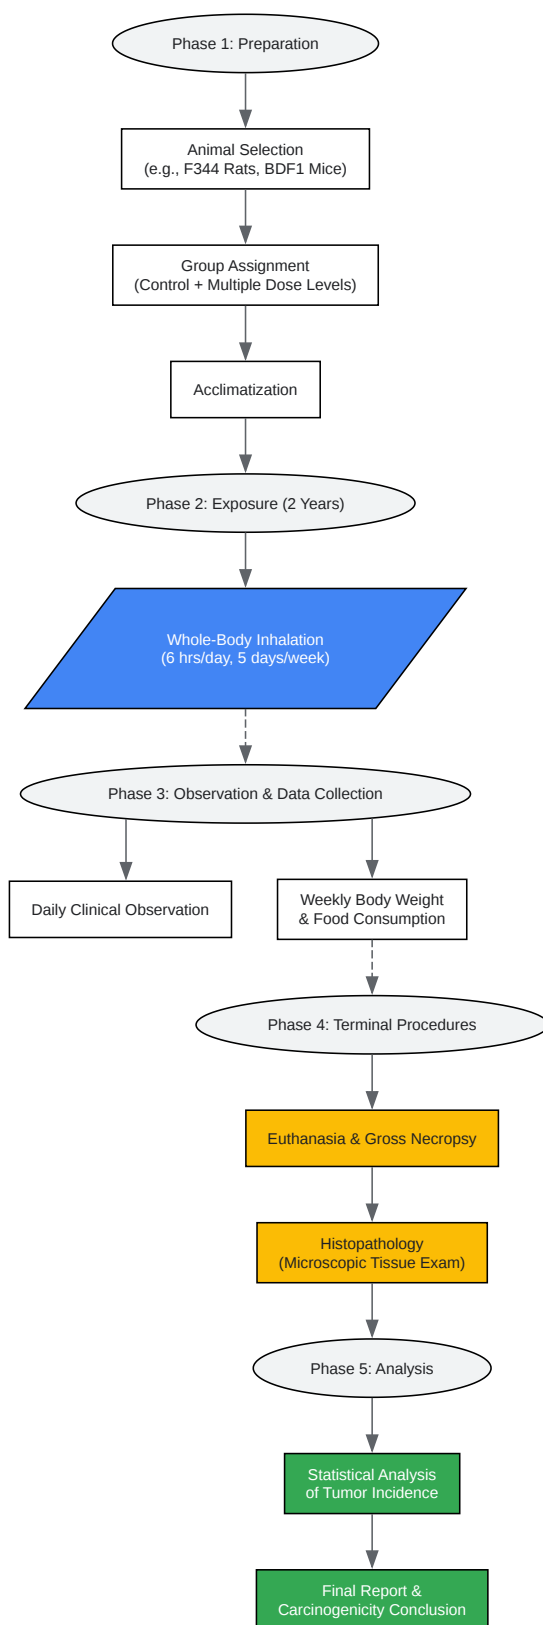 Phase 1: Preparation
Animal Selection
(e.g., F344 Rats, BDF1 Mice)
Group Assignment
(Control + Multiple Dose Levels)
Acclimatization
Phase 2: Exposure (2 Years)
Whole-Body Inhalation
(6 hrs/day, 5 days/week)
Phase 3: Observation & Data Collection
Daily Clinical Observation
Weekly Body Weight
& Food Consumption
Phase 4: Terminal Procedures
Euthanasia & Gross Necropsy
Histopathology
(Microscopic Tissue Exam)
Phase 5: Analysis
Statistical Analysis
of Tumor Incidence
Final Report &
Carcinogenicity Conclusion